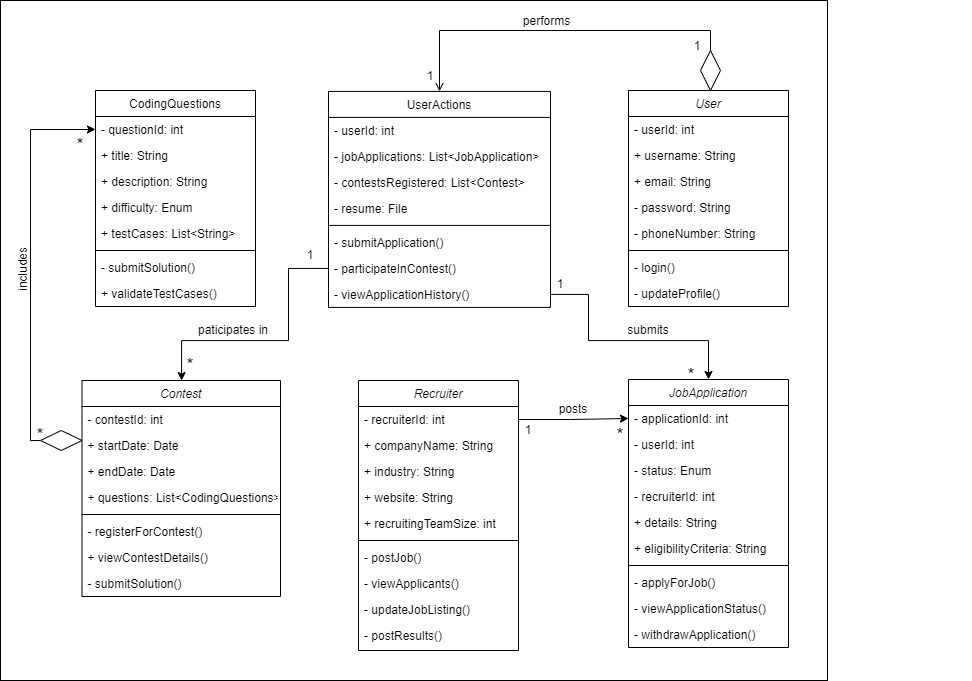 performs
1
1
CodingQuestions
- questionId: int
+ title: String
+ description: String
+ difficulty: Enum
+ testCases: List<String>
- submitSolution()
+ validateTestCases()
*
includes
UserActions
- userId: int
- jobApplications: List<JobApplication>
- contestsRegistered: List<Contest>
- resume: File
- submitApplication()
- participateInContest()
- viewApplicationHistory()
User
- userId: int
+ username: String
+ email: String
- password: String
- phoneNumber: String
- login()
- updateProfile()
1
paticipates in
*
1
submits
*
Contest
- contestId: int
+ startDate: Date
+ endDate: Date
+ questions: List<CodingQuestions>
- registerForContest()
+ viewContestDetails()
- submitSolution()
*
Recruiter
- recruiterId: int
+ companyName: String
+ industry: String
+ website: String
+ recruitingTeamSize: int
- postJob()
- viewApplicants()
- updateJobListing()
- postResults()
posts
1
*
JobApplication
- applicationId: int
- userId: int
- status: Enum
- recruiterId: int
+ details: String
+ eligibilityCriteria: String
- applyForJob()
- viewApplicationStatus()
- withdrawApplication()